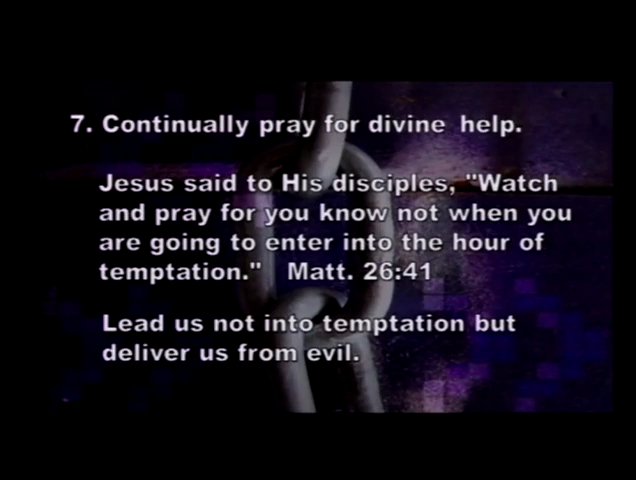 7. Continually pray for divine help.
Jesus said to His disciples, "Watch
and pray for you know not when you
are going to enter into the hour of
temptation." Matt. 26:41
Lead us not into temptation but
deliver us from evil.